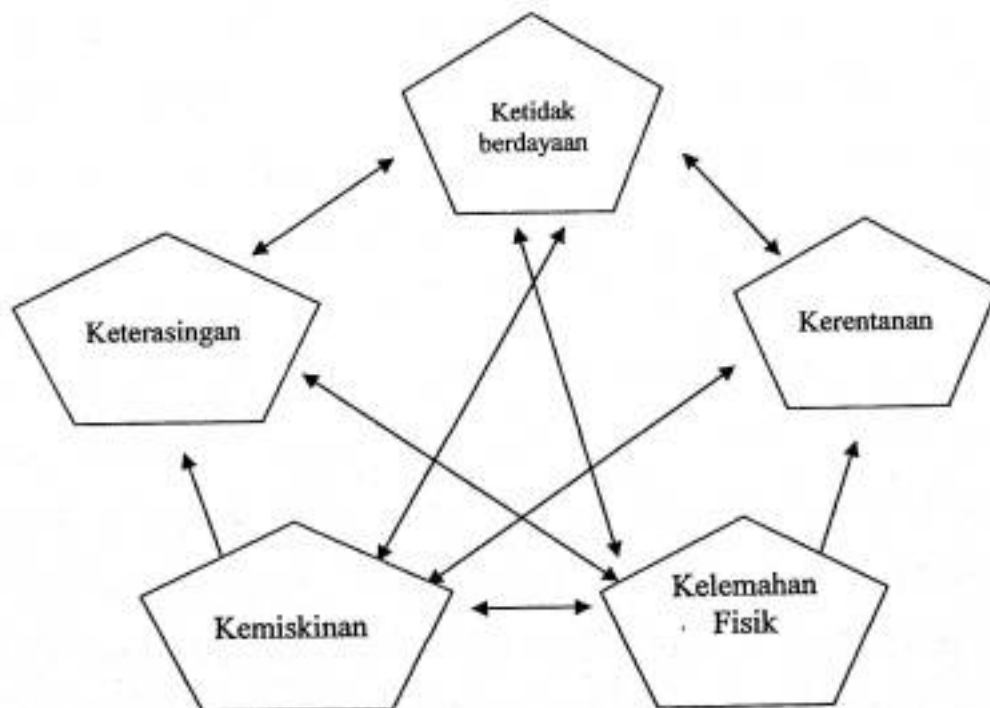 Ketidak
berdayaan
Keterasingan
Kerentanan
Kemiskinan
Kelemahan
Fisik